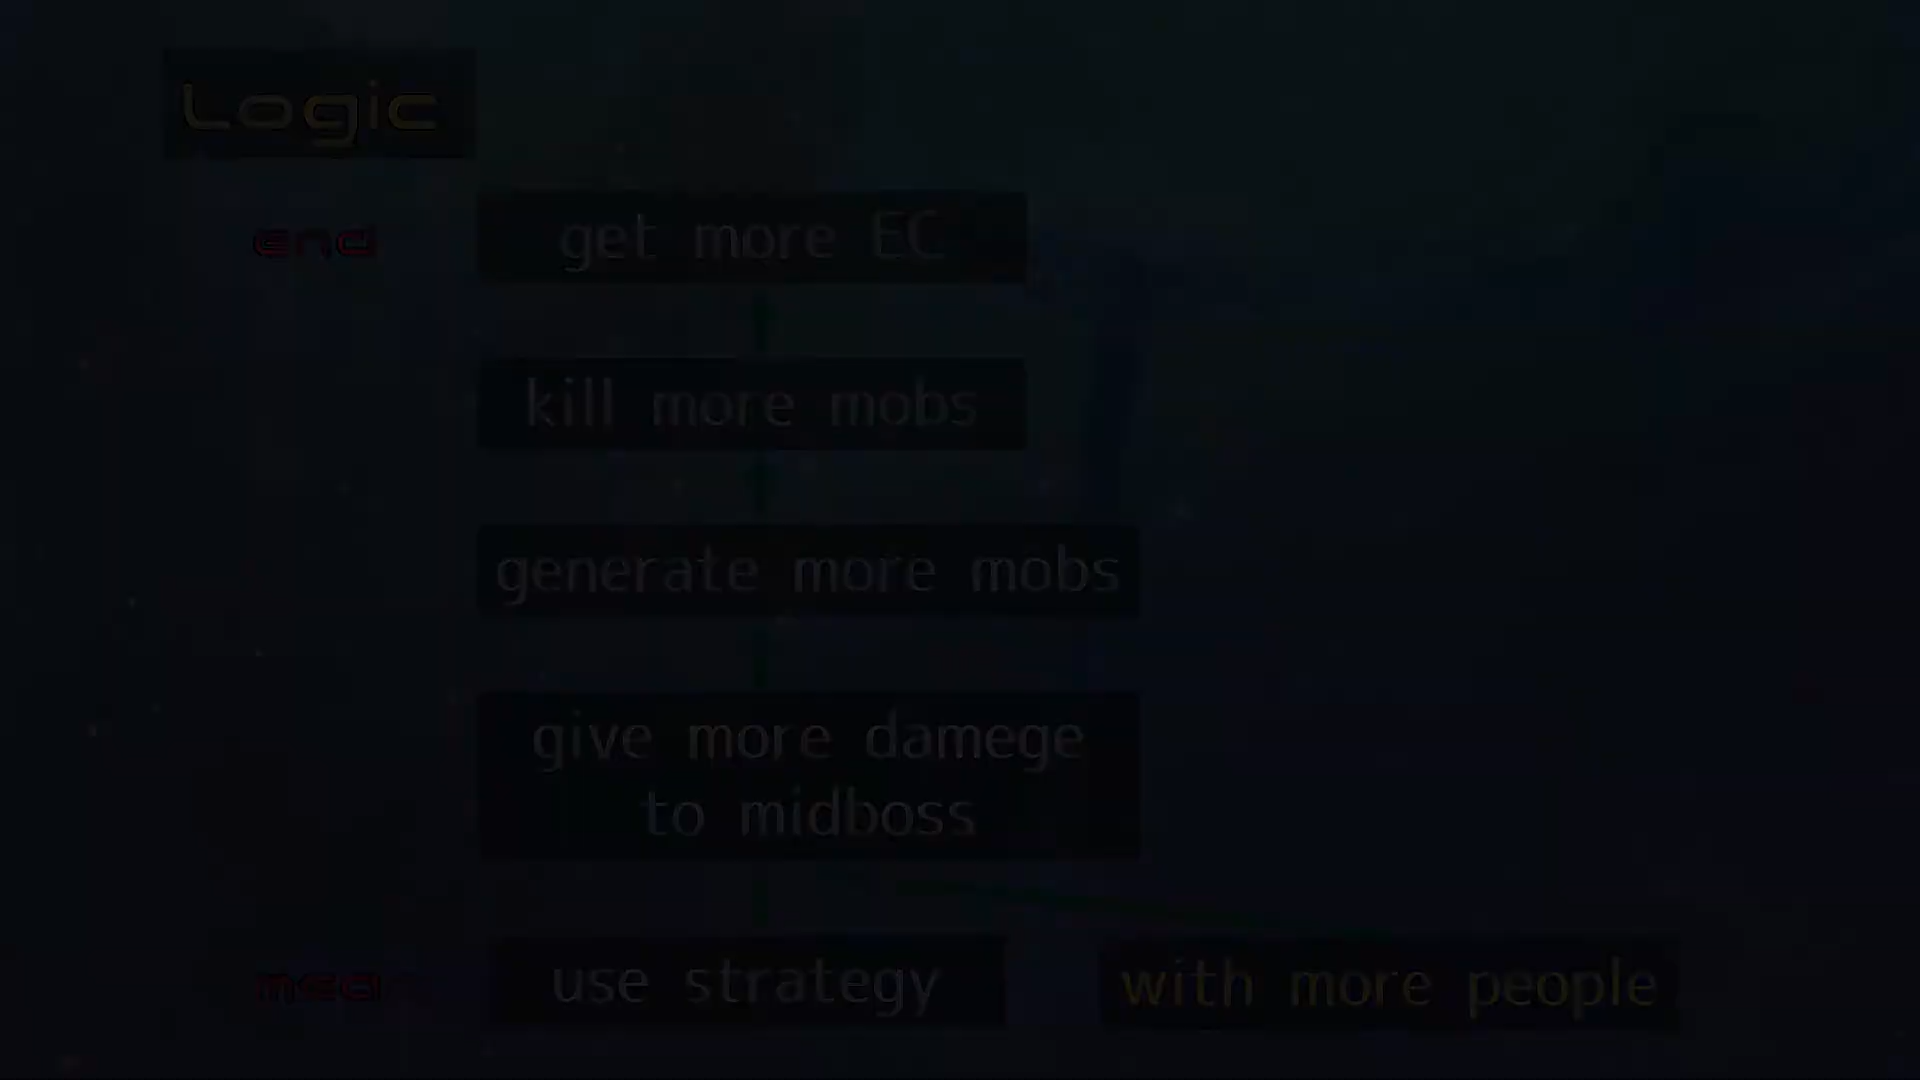 Logic
end
get more EC
kill more mobs
generate more mobs
give more damege
to midboss
use strategy
with more people